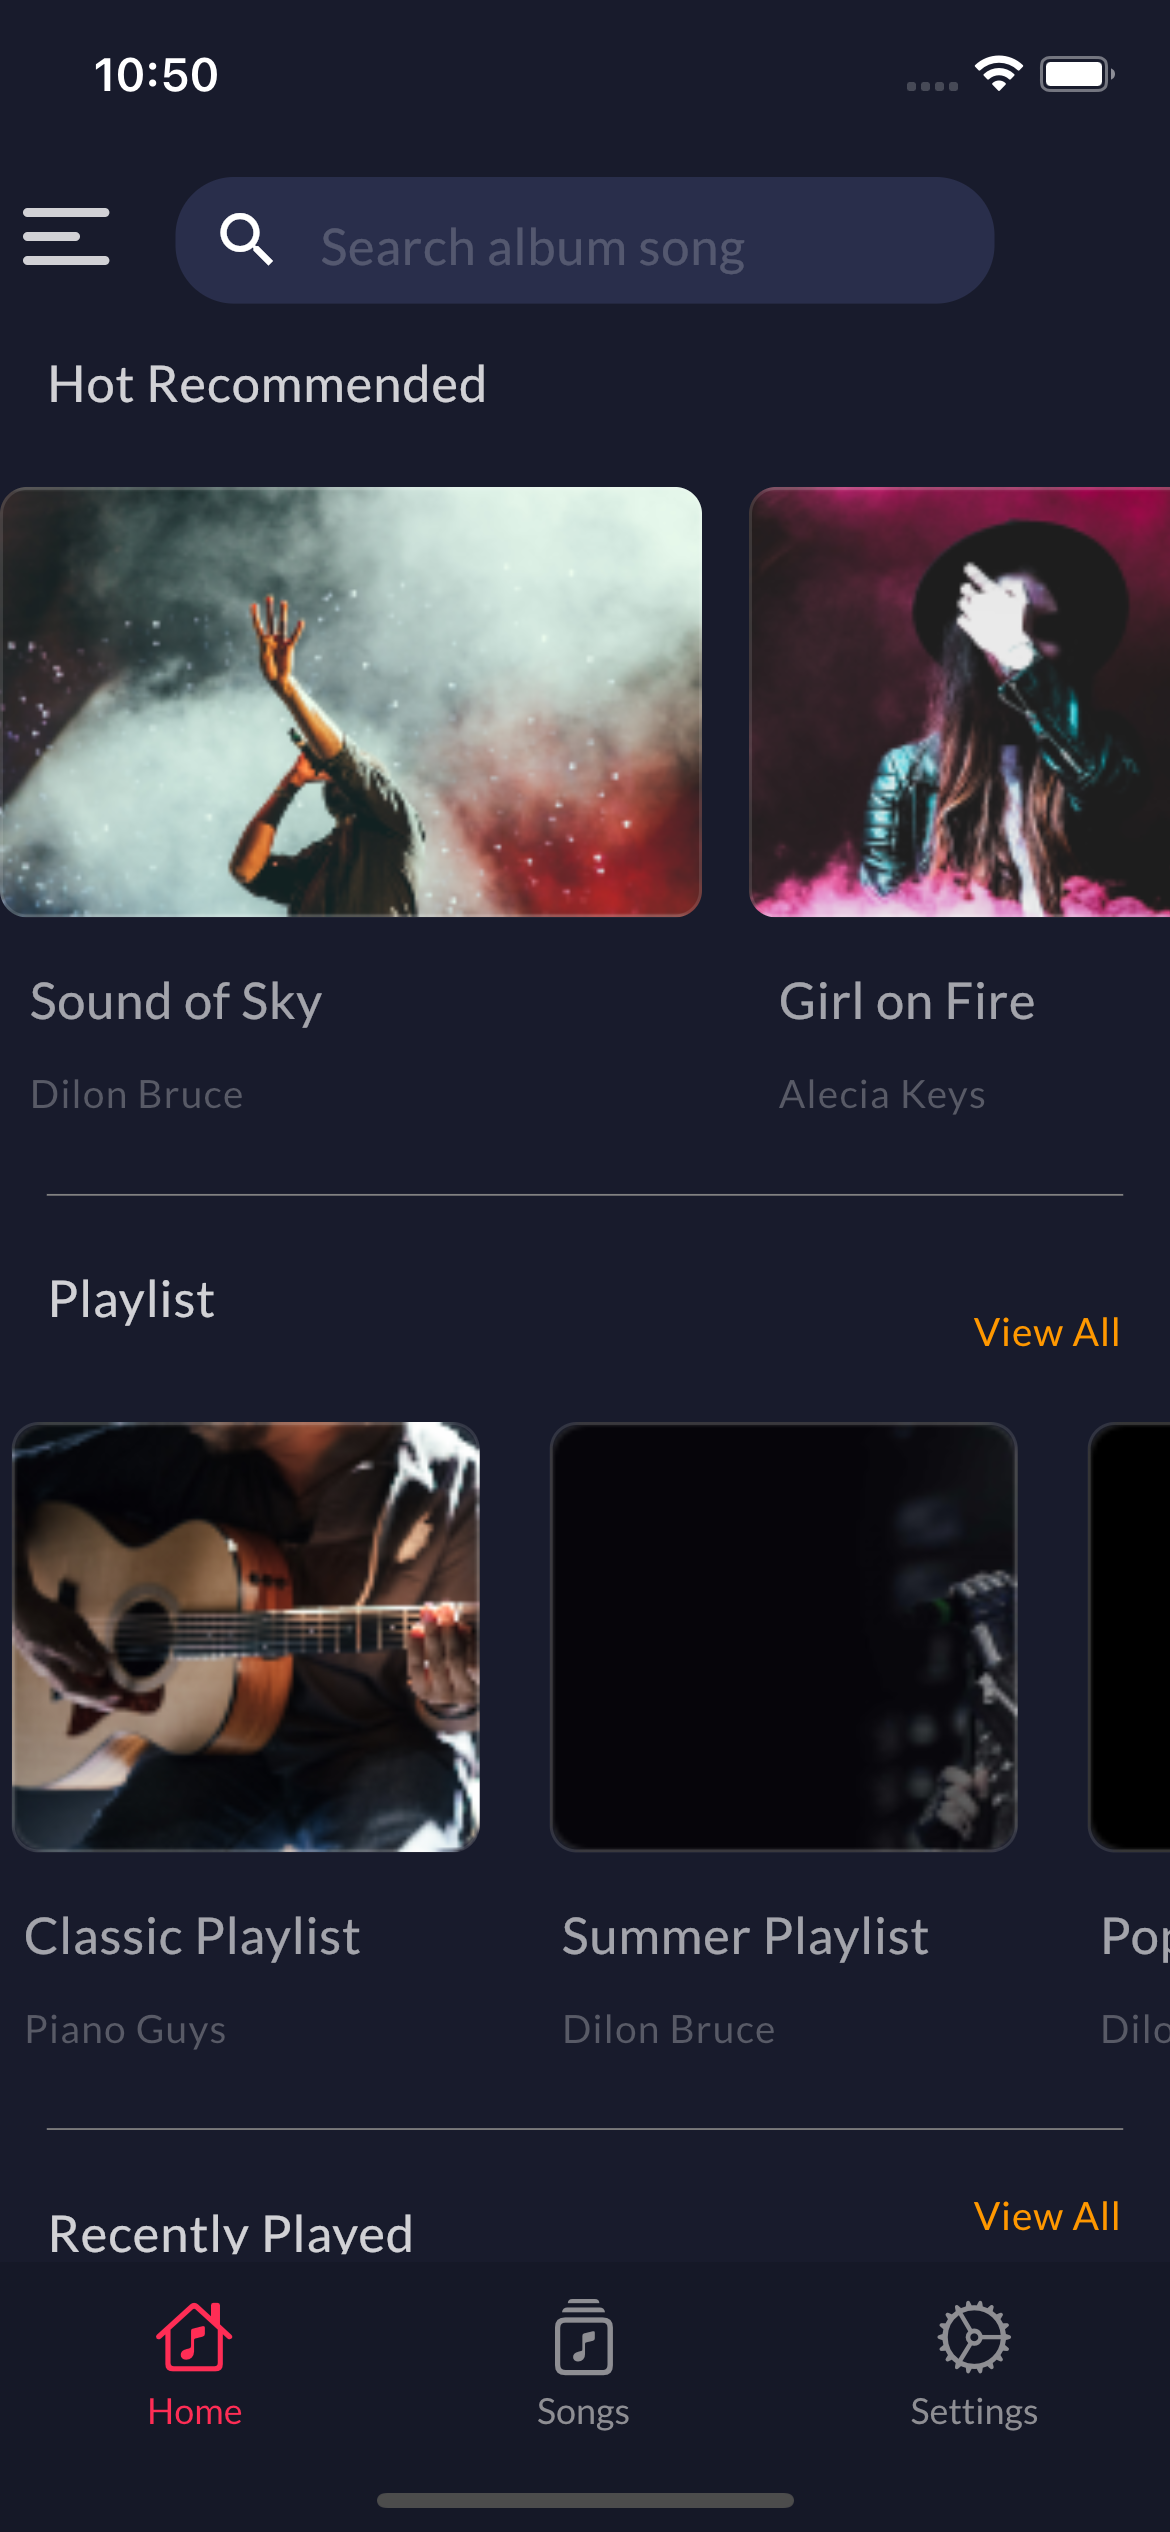 10:50
Search album song
Hot Recommended
Sound of Sky
Girl on Fire
Dilon Bruce
Alecia Keys
Playlist
View All
Classic Playlist
Summer Playlist
Pop
Piano Guys
Dilon Bruce
Dilo
Recently Played
View All
Home
Songs
Settings